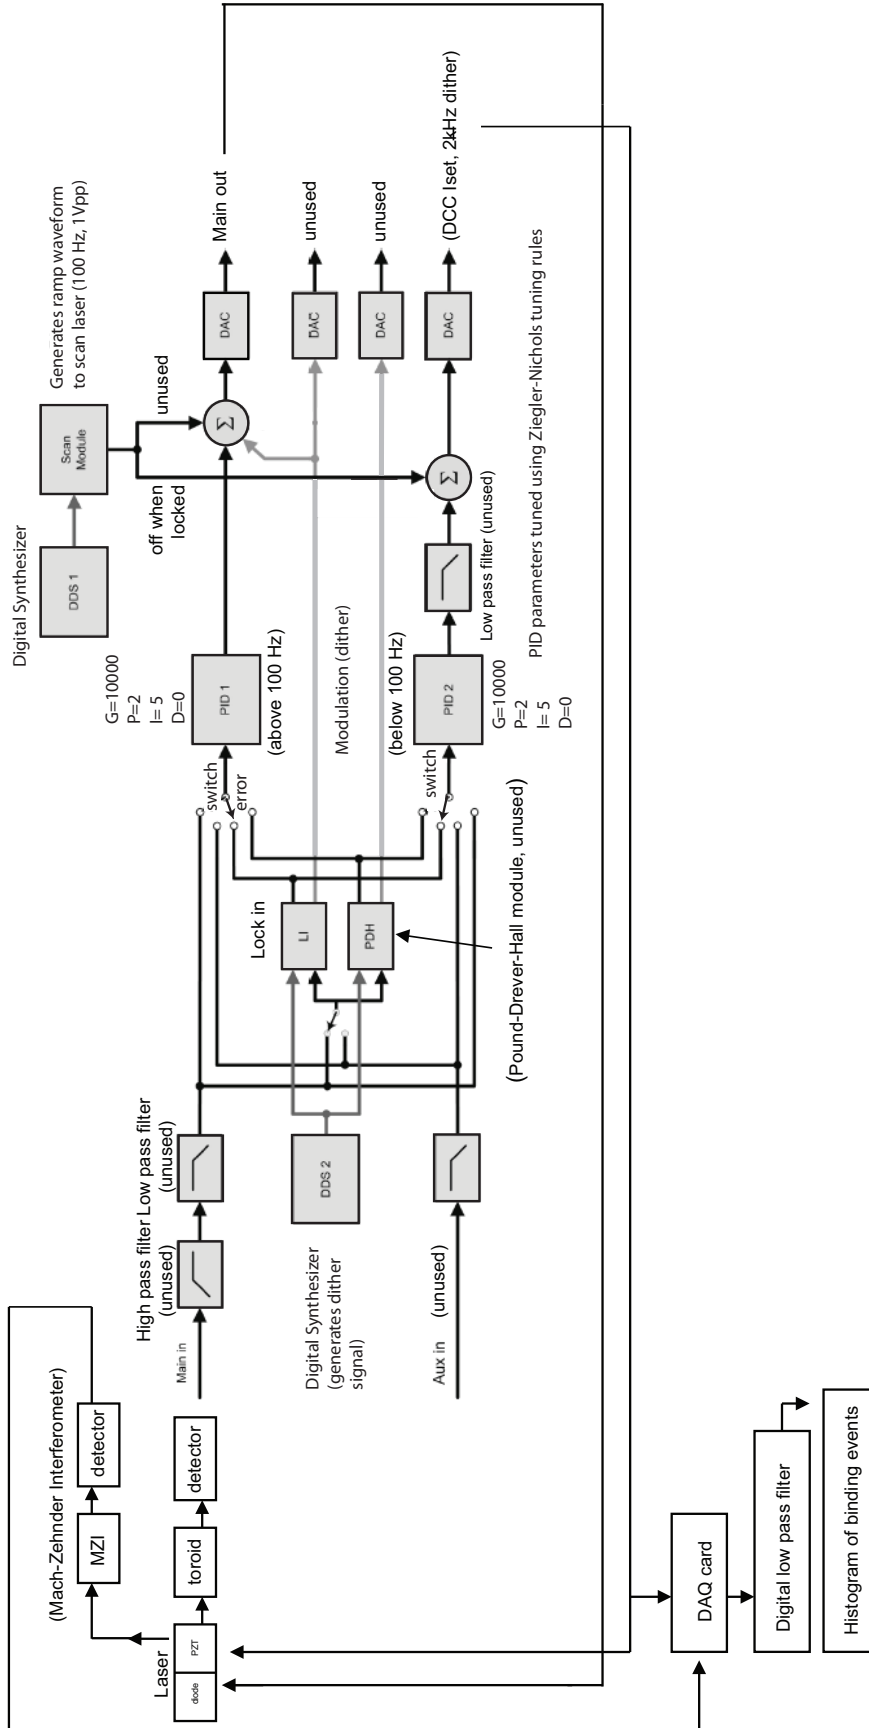 Digital Synthesizer
DDS 1
Scan
Module
Generates ramp waveform
to scan laser (100 Hz, 1Vpp)
off when
locked
unused
G=10000
P=2
I= 5
D=0
switch
error
PID 1
(above 100 Hz)
Σ
DAC
Main out
(Mach-Zehnder Interferometer)
MZI
detector
Laser
diode
PZT
toroid
detector
Main in
High pass filter
(unused)
Low pass filter
(unused)
Lock in
LI
PDH
Modulation (dither)
DAC
unused
DAC
unused
Digital Synthesizer
(generates dither
signal)
DDS 2
(Pound-Drever-Hall module, unused)
Aux in
(unused)
switch
(below 100 Hz)
PID 2
G=10000
P=2
I= 5
D=0
Low pass filter (unused)
Σ
DAC
(DCC Iset, 2kHz dither)
PID parameters tuned using Ziegler-Nichols tuning rules
DAQ card
Digital low pass filter
Histogram of binding events